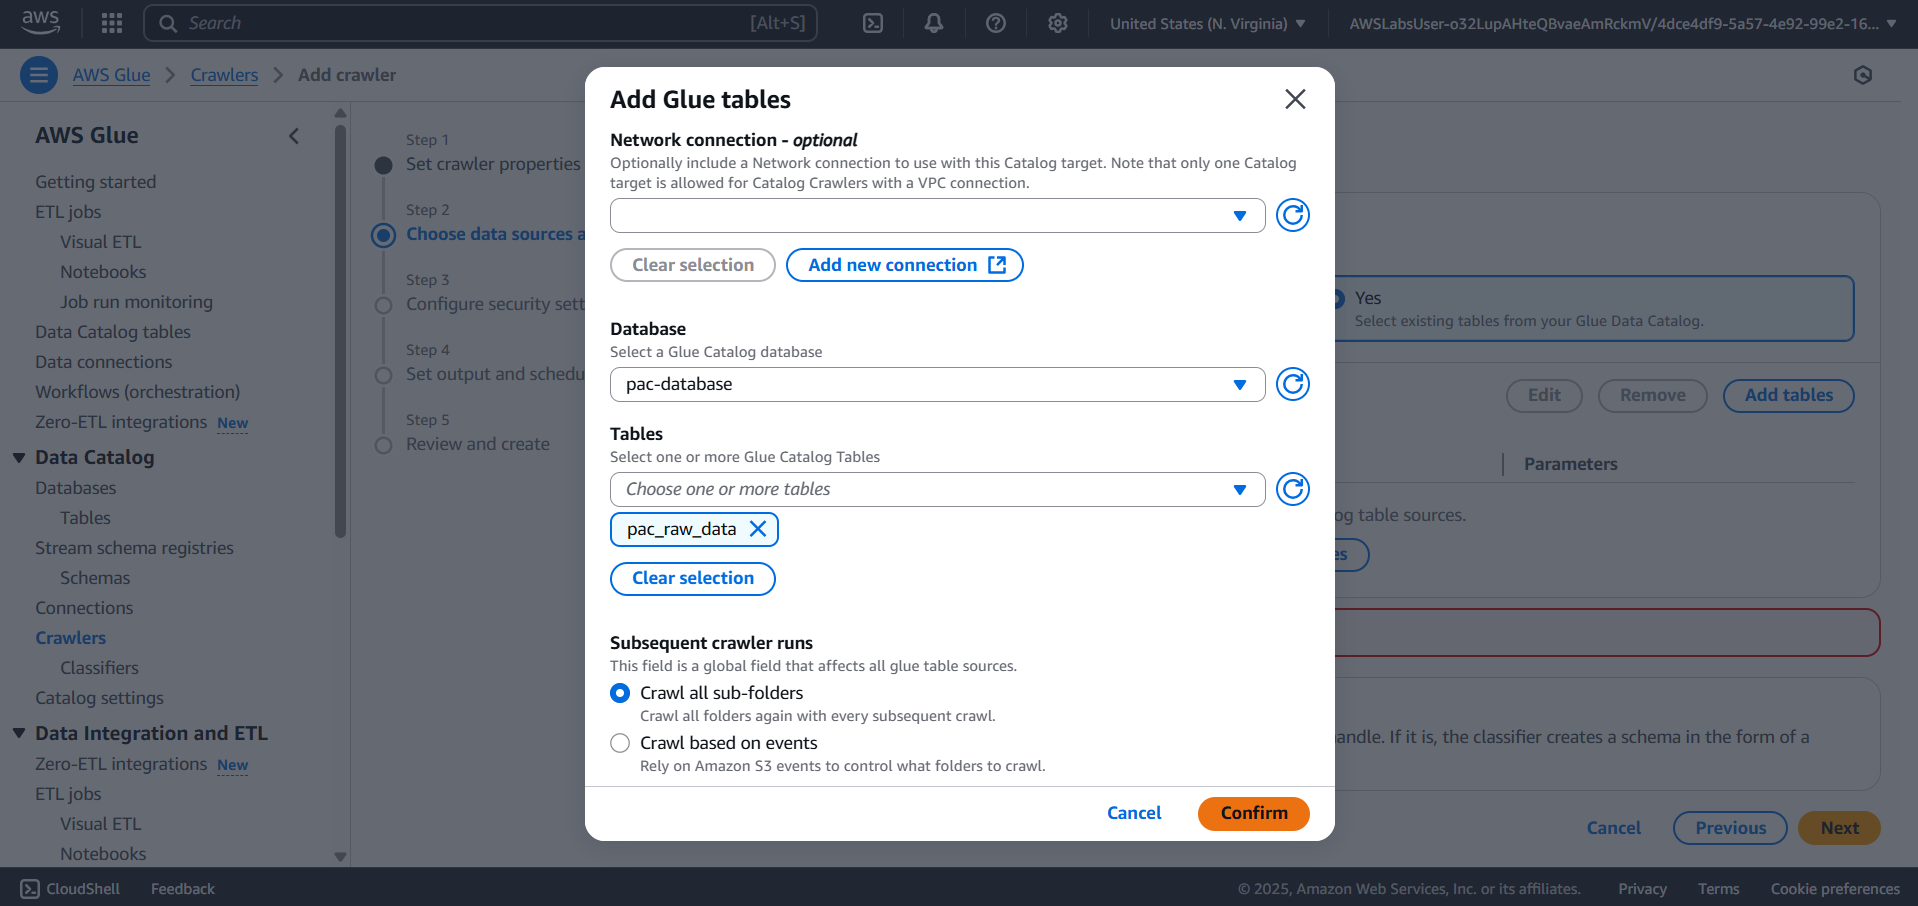 aws
Search
[Alt+S]
United States (N. Virginia)
AWSLabsUser-o32LupAHteQBvaeAmRckmV/4dce4df9-5a57-4e92-99e2-16...
AWS Glue
Crawlers
Add crawler
AWS Glue
Getting started
ETL jobs
Visual ETL
Notebooks
Job run monitoring
Data Catalog tables
Data connections
Workflows (orchestration)
Zero-ETL integrations New
Data Catalog
Databases
Tables
Stream schema registries
Schemas
Connections
Crawlers
Classifiers
Catalog settings
Data Integration and ETL
Zero-ETL integrations New
ETL jobs
Visual ETL
Notebooks
Step 1
Set crawler properties
Step 2
Choose data sources a
Step 3
Configure security sett
Step 4
Set output and schedu
Step 5
Review and create
Add Glue tables
Network connection - optional
Optionally include a Network connection to use with this Catalog target. Note that only one Catalog
target is allowed for Catalog Crawlers with a VPC connection.
Clear selection
Add new connection
Database
Select a Glue Catalog database
pac-database
Tables
Select one or more Glue Catalog Tables
Choose one or more tables
pac_raw_data
Clear selection
Subsequent crawler runs
This field is a global field that affects all glue table sources.
Crawl all sub-folders
Crawl all folders again with every subsequent crawl.
Crawl based on events
Rely on Amazon S3 events to control what folders to crawl.
Cancel
Confirm
Yes
Select existing tables from your Glue Data Catalog.
Edit
Remove
Add tables
Parameters
og table sources.
es
andle. If it is, the classifier creates a schema in the form of a
Cancel
Previous
Next
CloudShell
Feedback
© 2025, Amazon Web Services, Inc. or its affiliates.
Privacy
Terms
Cookie preferences